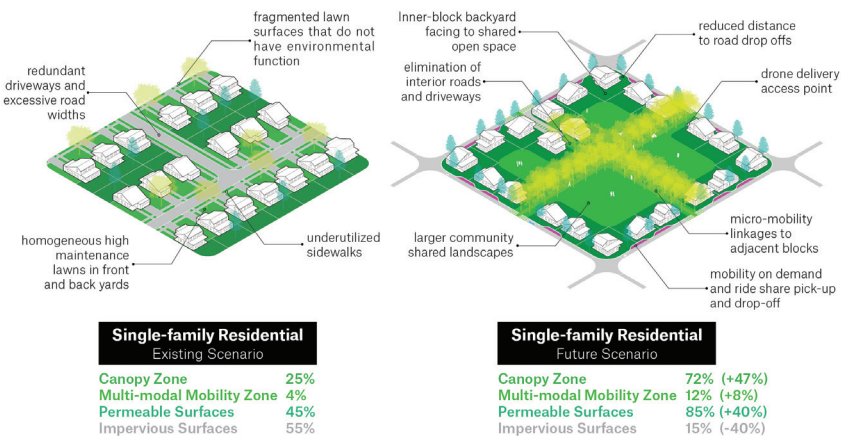 fragmented lawn
surfaces that do not
have environmental
function
redundant
driveways and
excessive road
widths
homogeneous high
maintenance
lawns in front
and back yards
underutilized
sidewalks
Inner-block backyard
facing to shared
open space
elimination of
interior roads
and driveways
reduced distance
to road drop offs
drone delivery
access point
larger community
shared landscapes
micro-mobility
linkages to
adjacent blocks
mobility on demand
and ride share pick-up
and drop-off
Single-family Residential
Existing Scenario
Canopy Zone 25%
Multi-modal Mobility Zone 4%
Permeable Surfaces 45%
Impervious Surfaces 55%
Single-family Residential
Future Scenario
Canopy Zone 72% (+47%)
Multi-modal Mobility Zone 12% (+8%)
Permeable Surfaces 85% (+40%)
Impervious Surfaces 15% (-40%)